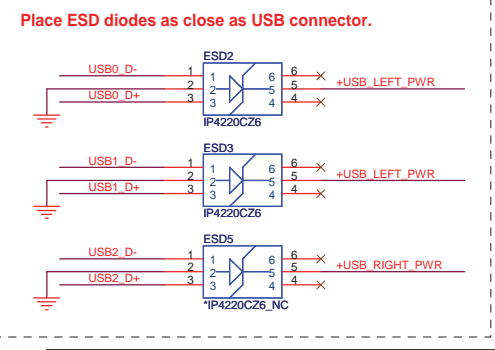 Place ESD diodes as close as USB connector.
ESD2
USB0_D- 1 1 6 6
2 2 5 5 +USB_LEFT_PWR
USB0_D+ 3 3 4 4
IP4220CZ6
ESD3
USB1_D- 1 1 6 6
2 2 5 5 +USB_LEFT_PWR
USB1_D+ 3 3 4 4
IP4220CZ6
ESD5
USB2_D- 1 1 6 6
2 2 5 5 +USB_RIGHT_PWR
USB2_D+ 3 3 4 4
*IP4220CZ6_NC